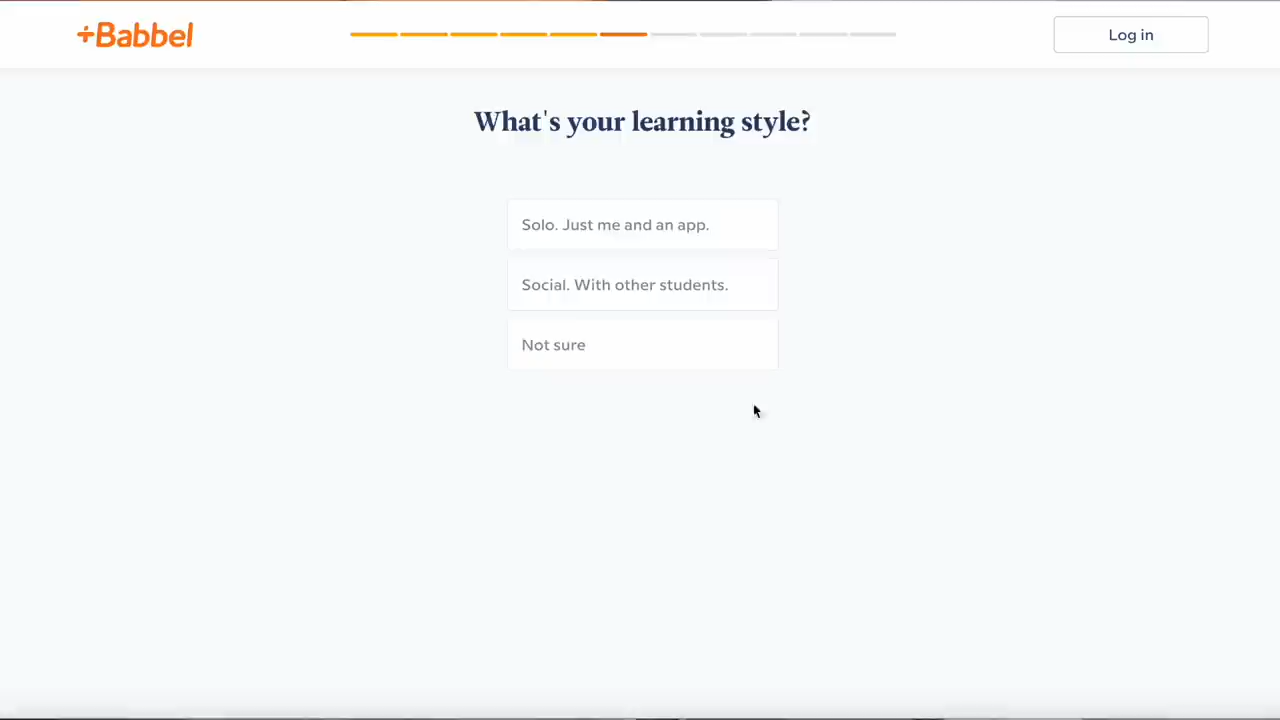 +Babbel
Log in
What's your learning style?
Solo. Just me and an app.
Social. With other students.
Not sure